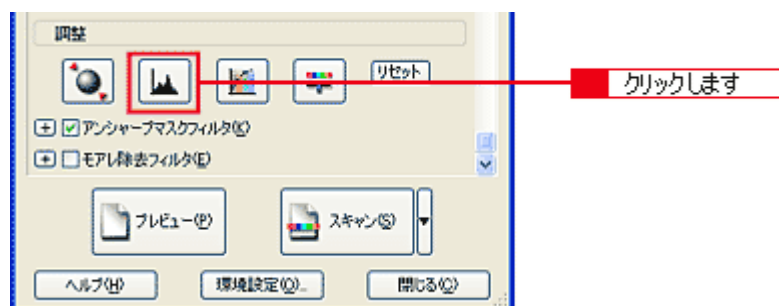 調整
リセット
クリックします
アンシャープマスクフィルタ(K)
モアレ除去フィルタ(E)
プレビュー(P)
スキャン(S)
ヘルプ(H)
環境設定(O)...
閉じる(C)